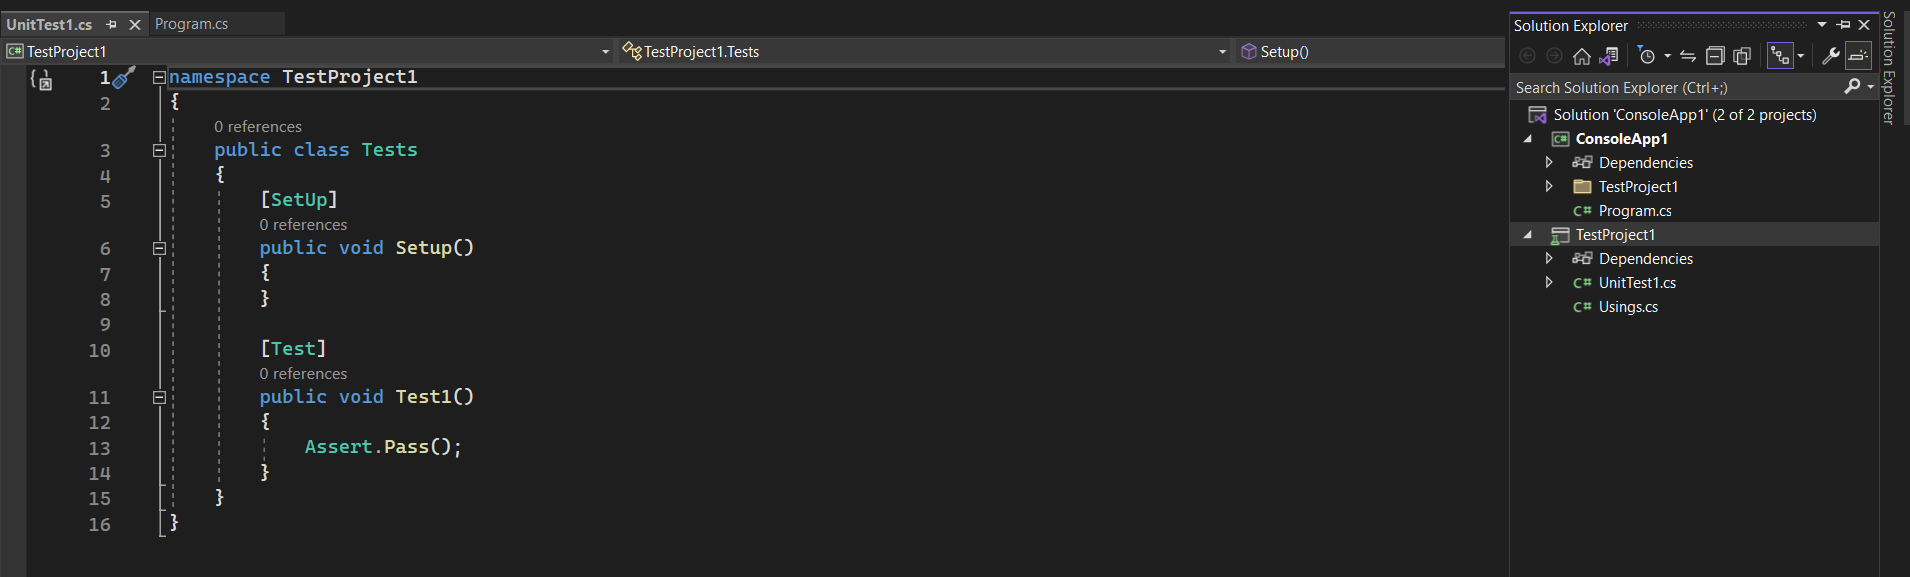 UnitTest1.cs
Program.cs
C# TestProject1
TestProject1.Tests
Setup()
1 namespace TestProject1
2 {
0 references
3 public class Tests
4 {
5 [SetUp]
0 references
6 public void Setup()
7 {
8 }
9
10 [Test]
0 references
11 public void Test1()
12 {
13 Assert.Pass();
14 }
15 }
16 }
Solution Explorer
Search Solution Explorer (Ctrl+;)
Solution 'ConsoleApp1' (2 of 2 projects)
C# ConsoleApp1
Dependencies
TestProject1
C# Program.cs
TestProject1
Dependencies
C# UnitTest1.cs
C# Usings.cs
Solution Explorer